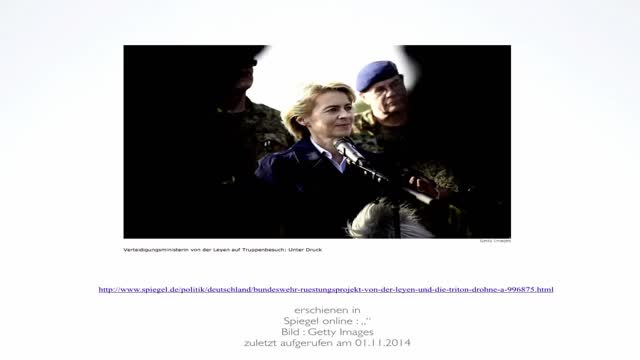 Getty Images
Verteidigungsministerin von der Leyen auf Truppenbesuch: Unter Druck
http://www.spiegel.de/politik/deutschland/bundeswehr-ruestungsprojekt-von-der-leyen-und-die-triton-drohne-a-996875.html
erschienen in
Spiegel online : „“
Bild : Getty Images
zuletzt aufgerufen am 01.11.2014